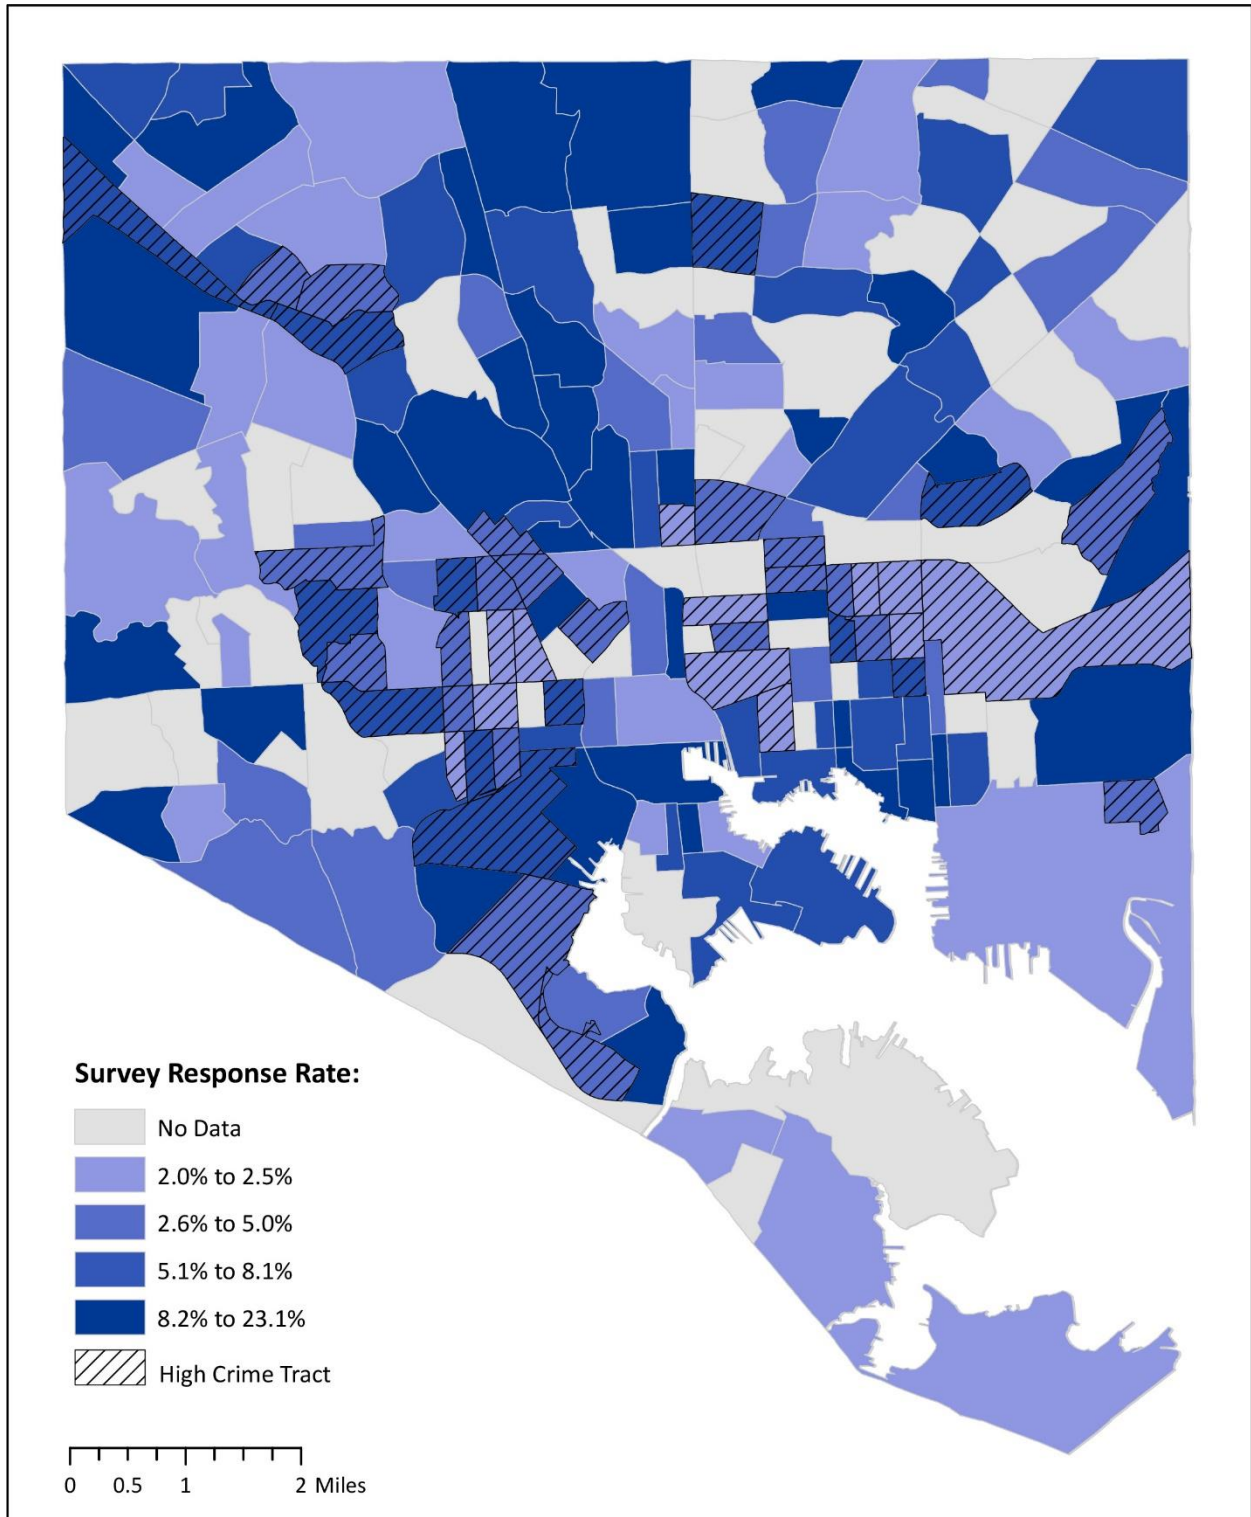 Survey Response Rate:
No Data
2.0% to 2.5%
2.6% to 5.0%
5.1% to 8.1%
8.2% to 23.1%
High Crime Tract
0 0.5 1 2 Miles